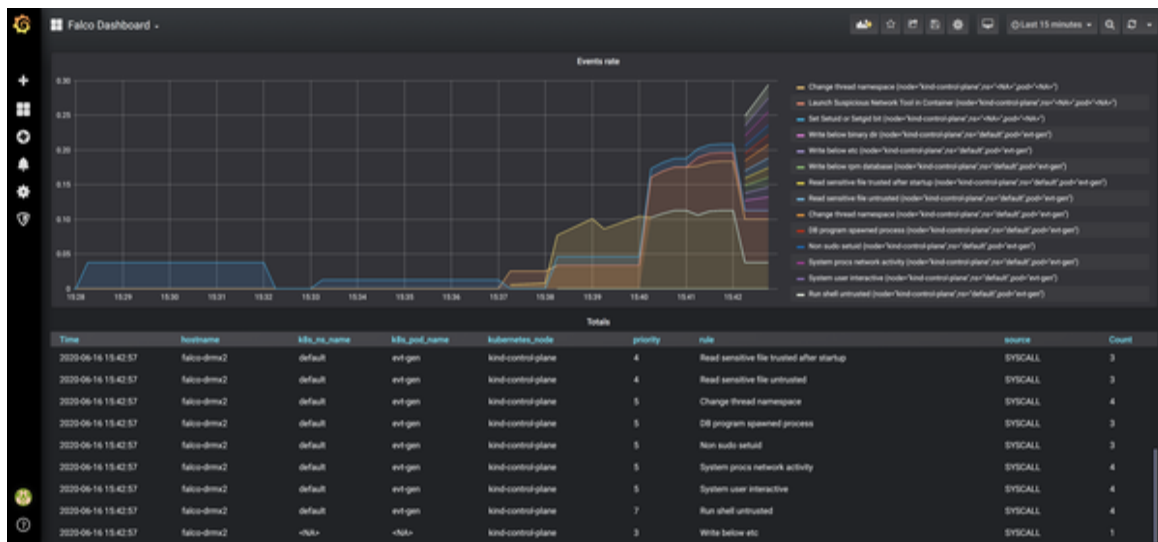 Falco Dashboard
Last 15 minutes
Events rate
0.30
0.25
0.20
0.15
0.10
0.05
0
15:28 15:29 15:30 15:31 15:32 15:33 15:34 15:35 15:36 15:37 15:38 15:39 15:40 15:41 15:42
Change thread namespace {node="kind-control-plane",ns="<NA>",pod="<NA>"}
Launch Suspicious Network Tool in Container {node="kind-control-plane",ns="<NA>",pod="<NA>"}
Set Setuid or Setgid bit {node="kind-control-plane",ns="<NA>",pod="<NA>"}
Write below binary dir {node="kind-control-plane",ns="default",pod="evt-gen"}
Write below etc {node="kind-control-plane",ns="default",pod="evt-gen"}
Write below rpm database {node="kind-control-plane",ns="default",pod="evt-gen"}
Read sensitive file trusted after startup {node="kind-control-plane",ns="default",pod="evt-gen"}
Read sensitive file untrusted {node="kind-control-plane",ns="default",pod="evt-gen"}
Change thread namespace {node="kind-control-plane",ns="default",pod="evt-gen"}
DB program spawned process {node="kind-control-plane",ns="default",pod="evt-gen"}
Non sudo setuid {node="kind-control-plane",ns="default",pod="evt-gen"}
System procs network activity {node="kind-control-plane",ns="default",pod="evt-gen"}
System user interactive {node="kind-control-plane",ns="default",pod="evt-gen"}
Run shell untrusted {node="kind-control-plane",ns="default",pod="evt-gen"}
Totals
Time hostname k8s_ns_name k8s_pod_name kubernetes_node priority rule source Count
2020-06-16 15:42:57 falco-drmx2 default evt-gen kind-control-plane 4 Read sensitive file trusted after startup SYSCALL 3
2020-06-16 15:42:57 falco-drmx2 default evt-gen kind-control-plane 4 Read sensitive file untrusted SYSCALL 3
2020-06-16 15:42:57 falco-drmx2 default evt-gen kind-control-plane 5 Change thread namespace SYSCALL 4
2020-06-16 15:42:57 falco-drmx2 default evt-gen kind-control-plane 5 DB program spawned process SYSCALL 3
2020-06-16 15:42:57 falco-drmx2 default evt-gen kind-control-plane 5 Non sudo setuid SYSCALL 3
2020-06-16 15:42:57 falco-drmx2 default evt-gen kind-control-plane 5 System procs network activity SYSCALL 4
2020-06-16 15:42:57 falco-drmx2 default evt-gen kind-control-plane 5 System user interactive SYSCALL 4
2020-06-16 15:42:57 falco-drmx2 default evt-gen kind-control-plane 7 Run shell untrusted SYSCALL 4
2020-06-16 15:42:57 falco-drmx2 <NA> <NA> kind-control-plane 3 Write below etc SYSCALL 1